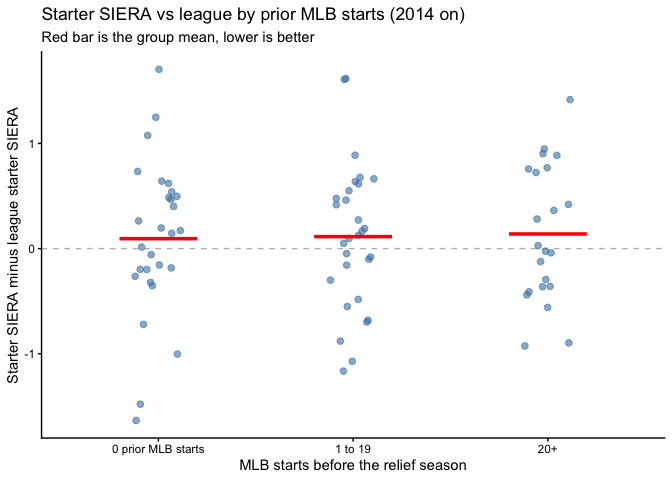 Starter SIERA vs league by prior MLB starts (2014 on)
Red bar is the group mean, lower is better
Starter SIERA minus league starter SIERA
1
0
-1
0 prior MLB starts
1 to 19
20+
MLB starts before the relief season